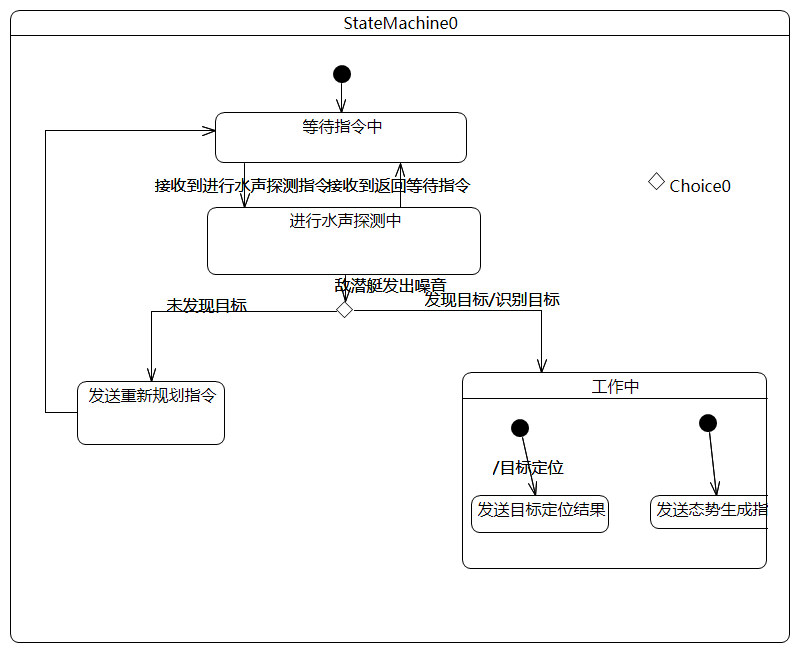 StateMachine0
等待指令中
接收到进行水声探测指令
接收到返回等待指令
Choice0
进行水声探测中
敌潜艇发出噪音
未发现目标
发现目标/识别目标
发送重新规划指令
工作中
/目标定位
发送目标定位结果
发送态势生成指